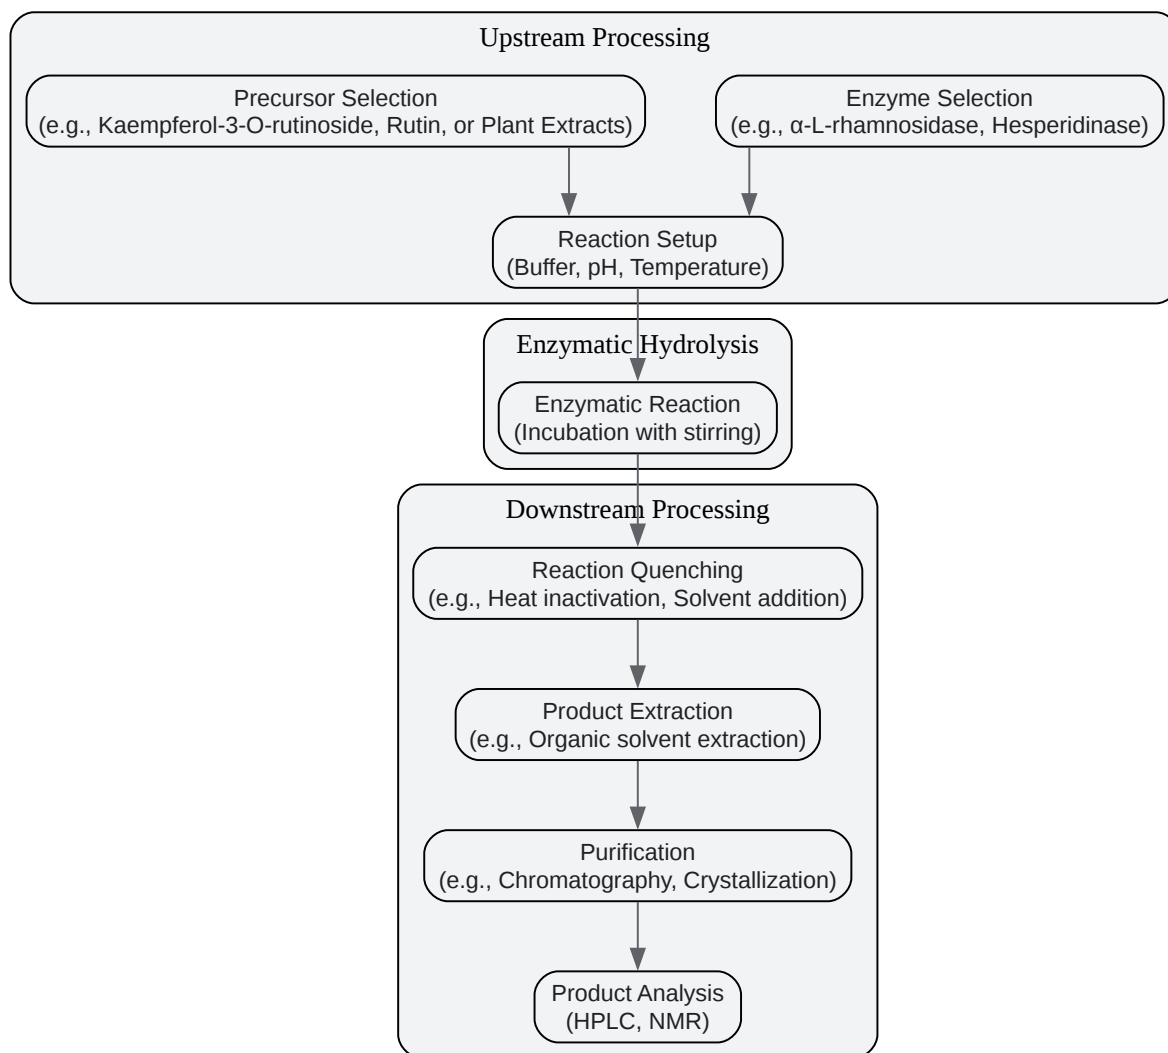 Upstream Processing
Precursor Selection
(e.g., Kaempferol-3-O-rutinoside, Rutin, or Plant Extracts)
Enzyme Selection
(e.g., α-L-rhamnosidase, Hesperidinase)
Reaction Setup
(Buffer, pH, Temperature)
Enzymatic Hydrolysis
Enzymatic Reaction
(Incubation with stirring)
Downstream Processing
Reaction Quenching
(e.g., Heat inactivation, Solvent addition)
Product Extraction
(e.g., Organic solvent extraction)
Purification
(e.g., Chromatography, Crystallization)
Product Analysis
(HPLC, NMR)